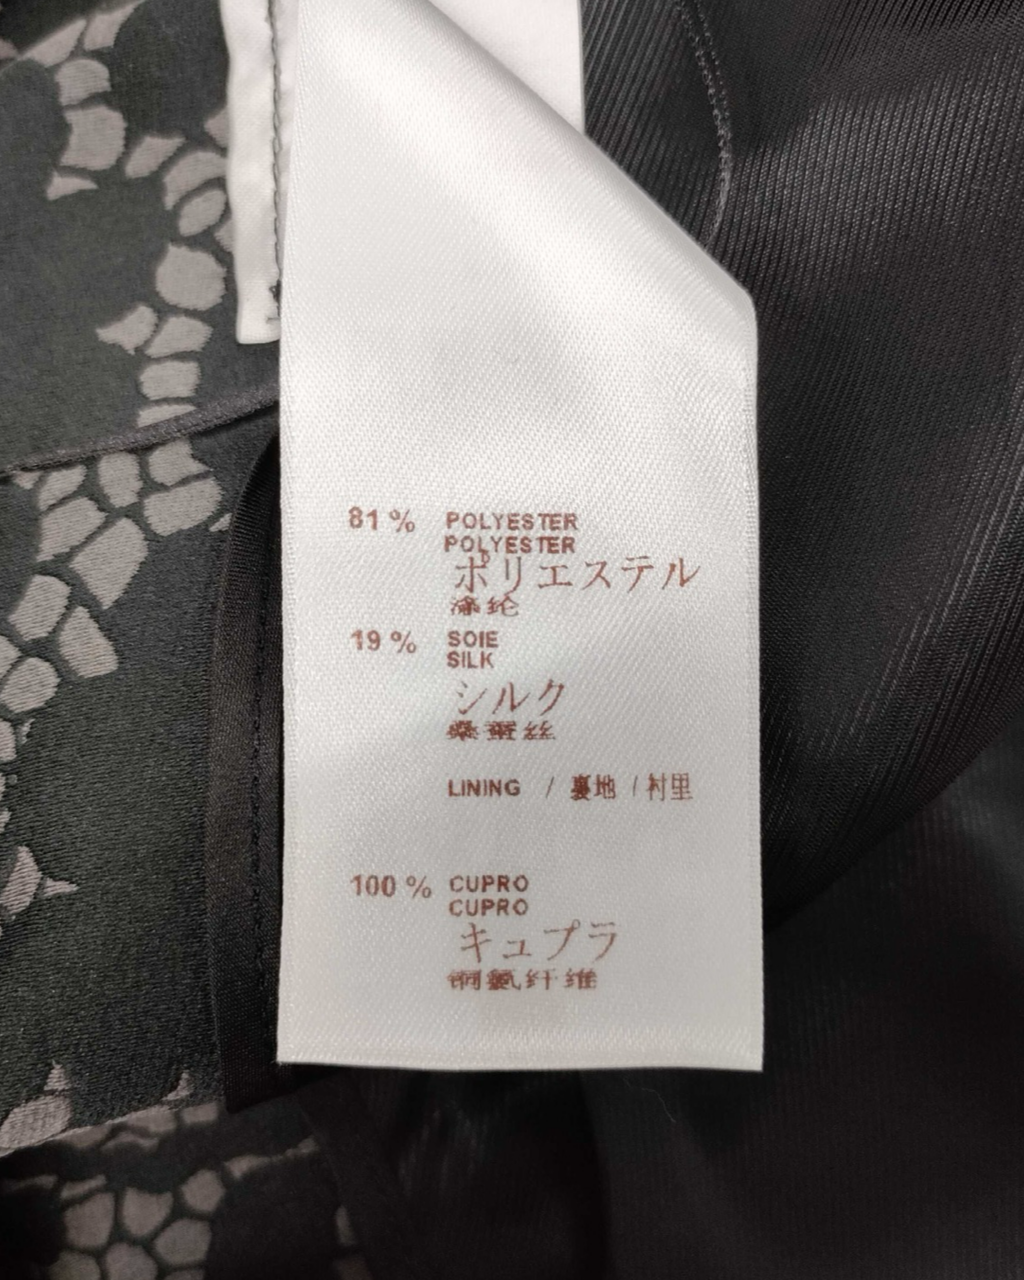 81 % POLYESTER
POLYESTER
ポリエステル
涤纶
19 % SOIE
SILK
シルク
桑蚕丝
LINING / 裏地 / 衬里
100 % CUPRO
CUPRO
キュプラ
铜氨纤维